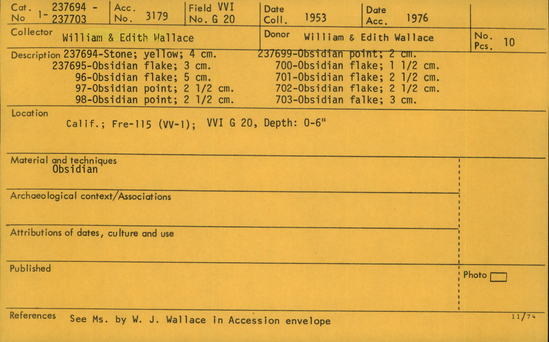 Cat. No 1- 237694 - 237703 Acc. No. 3179 Field VVI No. G 20 Date Coll. 1953 Date Acc. 1976
Collector William & Edith Wallace Donor William & Edith Wallace No. Pcs. 10
Description 237694-Stone; yellow; 4 cm. 237699-Obsidian point; 2 cm.
237695-Obsidian flake; 3 cm. 700-Obsidian flake; 1 1/2 cm.
96-Obsidian flake; 5 cm. 701-Obsidian flake; 2 cm.
97-Obsidian point; 2 1/2 cm. 702-Obsidian flake; 2 1/2 cm.
98-Obsidian point; 2 1/2 cm. 703-Obsidian falke; 3 cm.
Location
Calif.; Fre-115 (VV-1); VVI G 20, Depth: 0-6"
Material and techniques
Obsidian
Archaeological context/Associations
Attributions of dates, culture and use
Published
Photo
References See Ms. by W. J. Wallace in Accession envelope
11/74